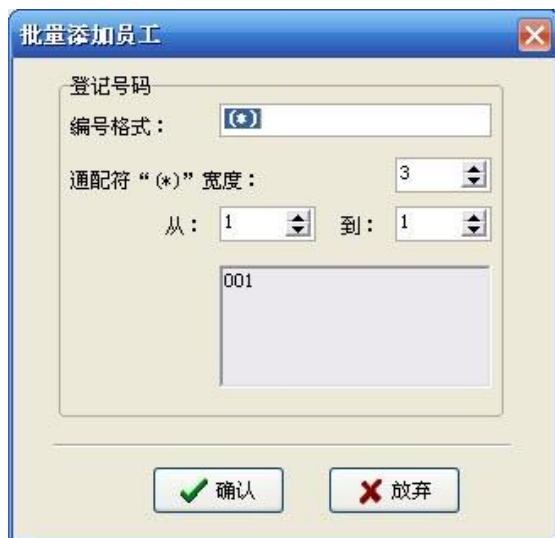 批量添加员工
登记号码
编号格式： (*)
通配符“(*)”宽度： 3
从： 1 到： 1
001
确认 放弃